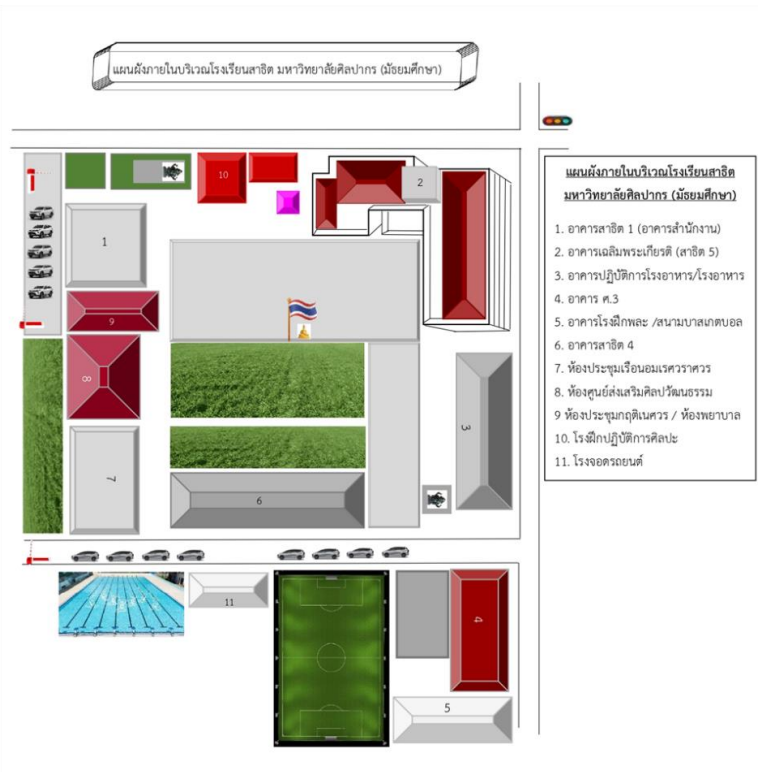 แผนผังภายในบริเวณโรงเรียนสาธิต มหาวิทยาลัยศิลปากร (มัธยมศึกษา)
แผนผังภายในบริเวณโรงเรียนสาธิต
มหาวิทยาลัยศิลปากร (มัธยมศึกษา)
1. อาคารสาธิต 1 (อาคารสำนักงาน)
2. อาคารเฉลิมพระเกียรติ (สาธิต 5)
3. อาคารปฏิบัติการโรงอาหาร/โรงอาหาร
4. อาคาร ศ.3
5. อาคารโรงฝึกพละ /สนามบาสเกตบอล
6. อาคารสาธิต 4
7. ห้องประชุมเรือนอมเรศวราศวร
8. ห้องศูนย์ส่งเสริมศิลปวัฒนธรรม
9 ห้องประชุมกฤติเนศวร / ห้องพยาบาล
10. โรงฝึกปฏิบัติการศิลปะ
11. โรงจอดรถยนต์
10
2
1
9
8
3
7
6
11
4
5